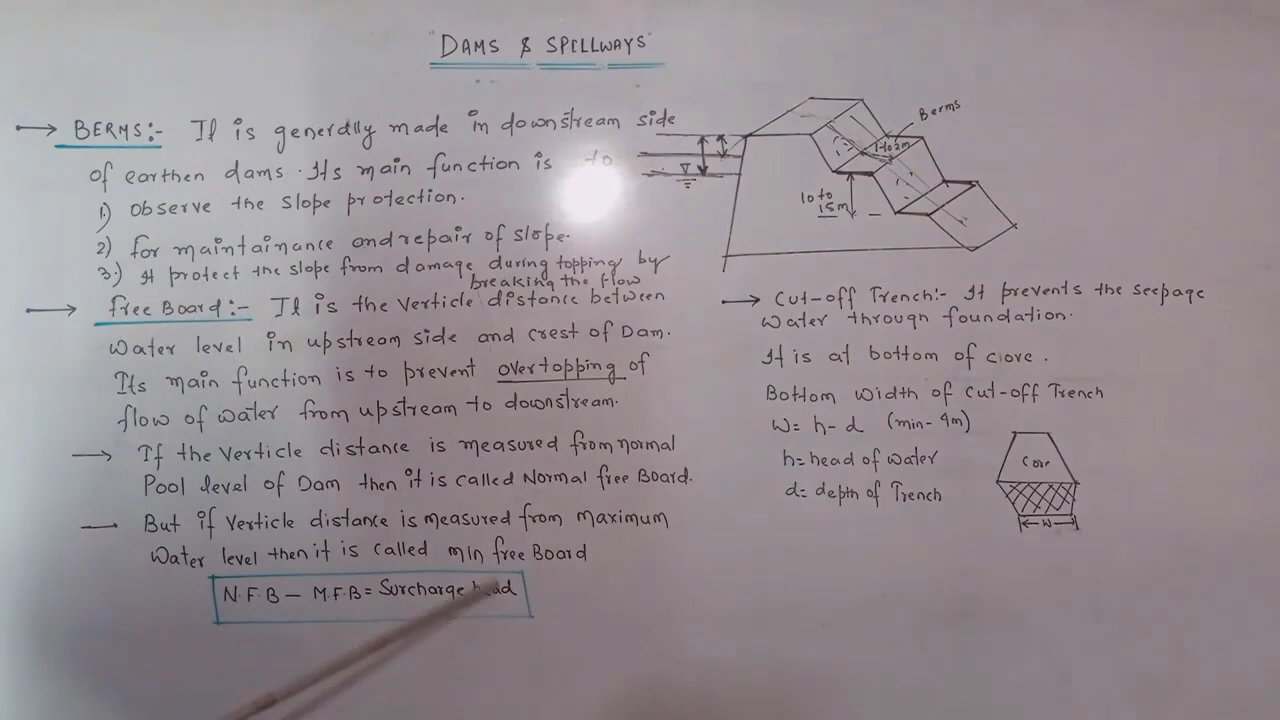 "DAMS & SPILLWAYS"
→ BERMS:- It is generally made in downstream side
of earthen dams. Its main function is to
1) observe the slope protection.
2) for maintainance and repair of slope.
3.) It protect the slope from damage during topping by
breaking the flow
→ free Board:- It is the verticle distance between
Water level in upstream side and crest of Dam.
Its main function is to prevent overtopping of
flow of water from upstream to downstream.
→ If the Verticle distance is measured from normal
Pool level of Dam then it is called Normal free Board.
— But if verticle distance is measured from maximum
Water level then it is called min free Board
N.F.B — M.F.B = Surcharge head
Berms
1 to 2m
10 to
15m
→ Cut-off Trench:- It prevents the seepage
water through foundation.
It is at bottom of core.
Bottom width of cut-off Trench
W = h - d (min- 4m)
h = head of water
d = depth of Trench
Core
W